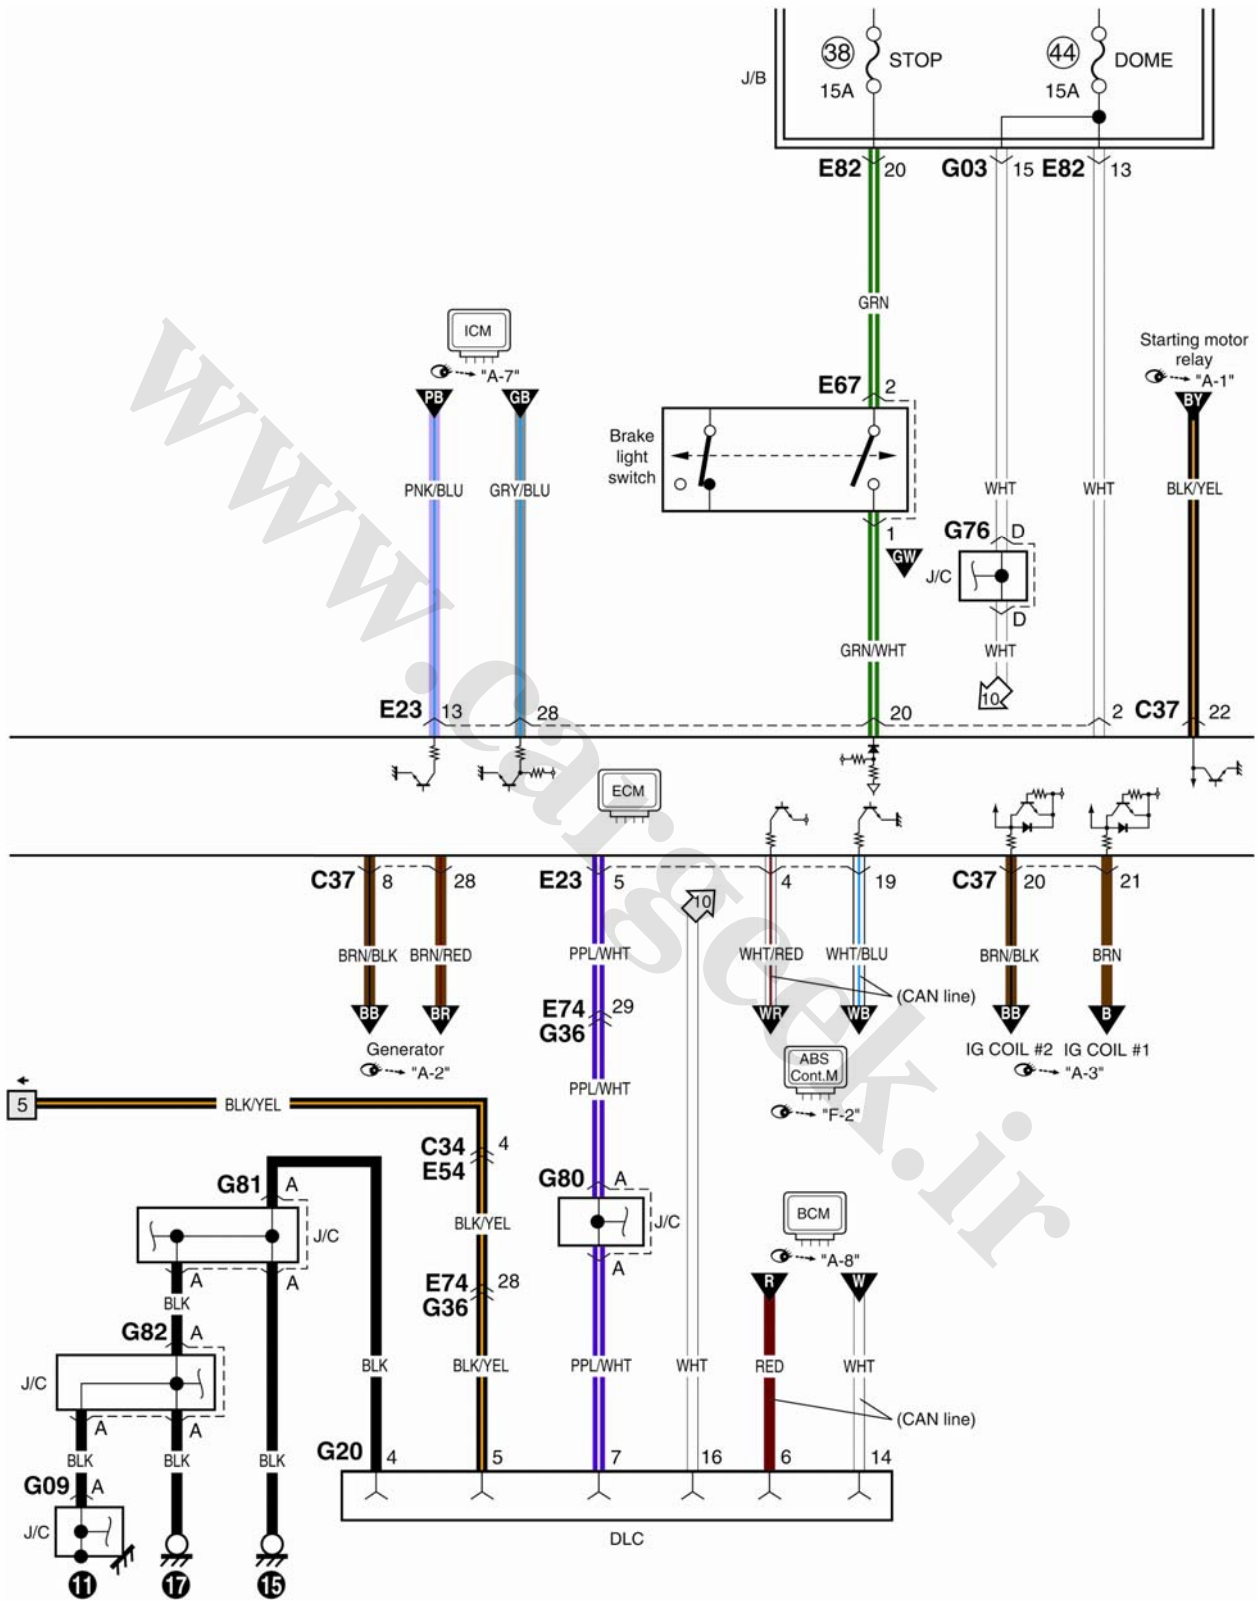 38 STOP 44 DOME
J/B 15A 15A
E82 20 G03 15 E82 13
GRN
ICM
"A-7"
Starting motor
relay
"A-1"
PB GB E67 2 BY
Brake
light
switch
PNK/BLU GRY/BLU WHT WHT BLK/YEL
1 G76 D
GW J/C
D
GRN/WHT WHT
10
E23 13 28 20 2 C37 22
ECM
C37 8 28 E23 5 4 19 C37 20 21
10
BRN/BLK BRN/RED PPL/WHT WHT/RED WHT/BLU BRN/BLK BRN
(CAN line)
E74 29
G36
BB BR WR WB BB B
Generator
"A-2"
ABS
Cont.M
"F-2"
IG COIL #2 IG COIL #1
"A-3"
PPL/WHT
5 BLK/YEL
C34 4
E54
G81 A G80 A
J/C J/C
BLK/YEL
BCM
"A-8"
A A A
E74 28
G36
R W
BLK
G82 A
J/C
BLK BLK/YEL PPL/WHT WHT RED WHT
(CAN line)
A A
BLK BLK BLK
G20 4 5 7 16 6 14
G09 A
J/C
DLC
11 17 15
www.cargeek.ir